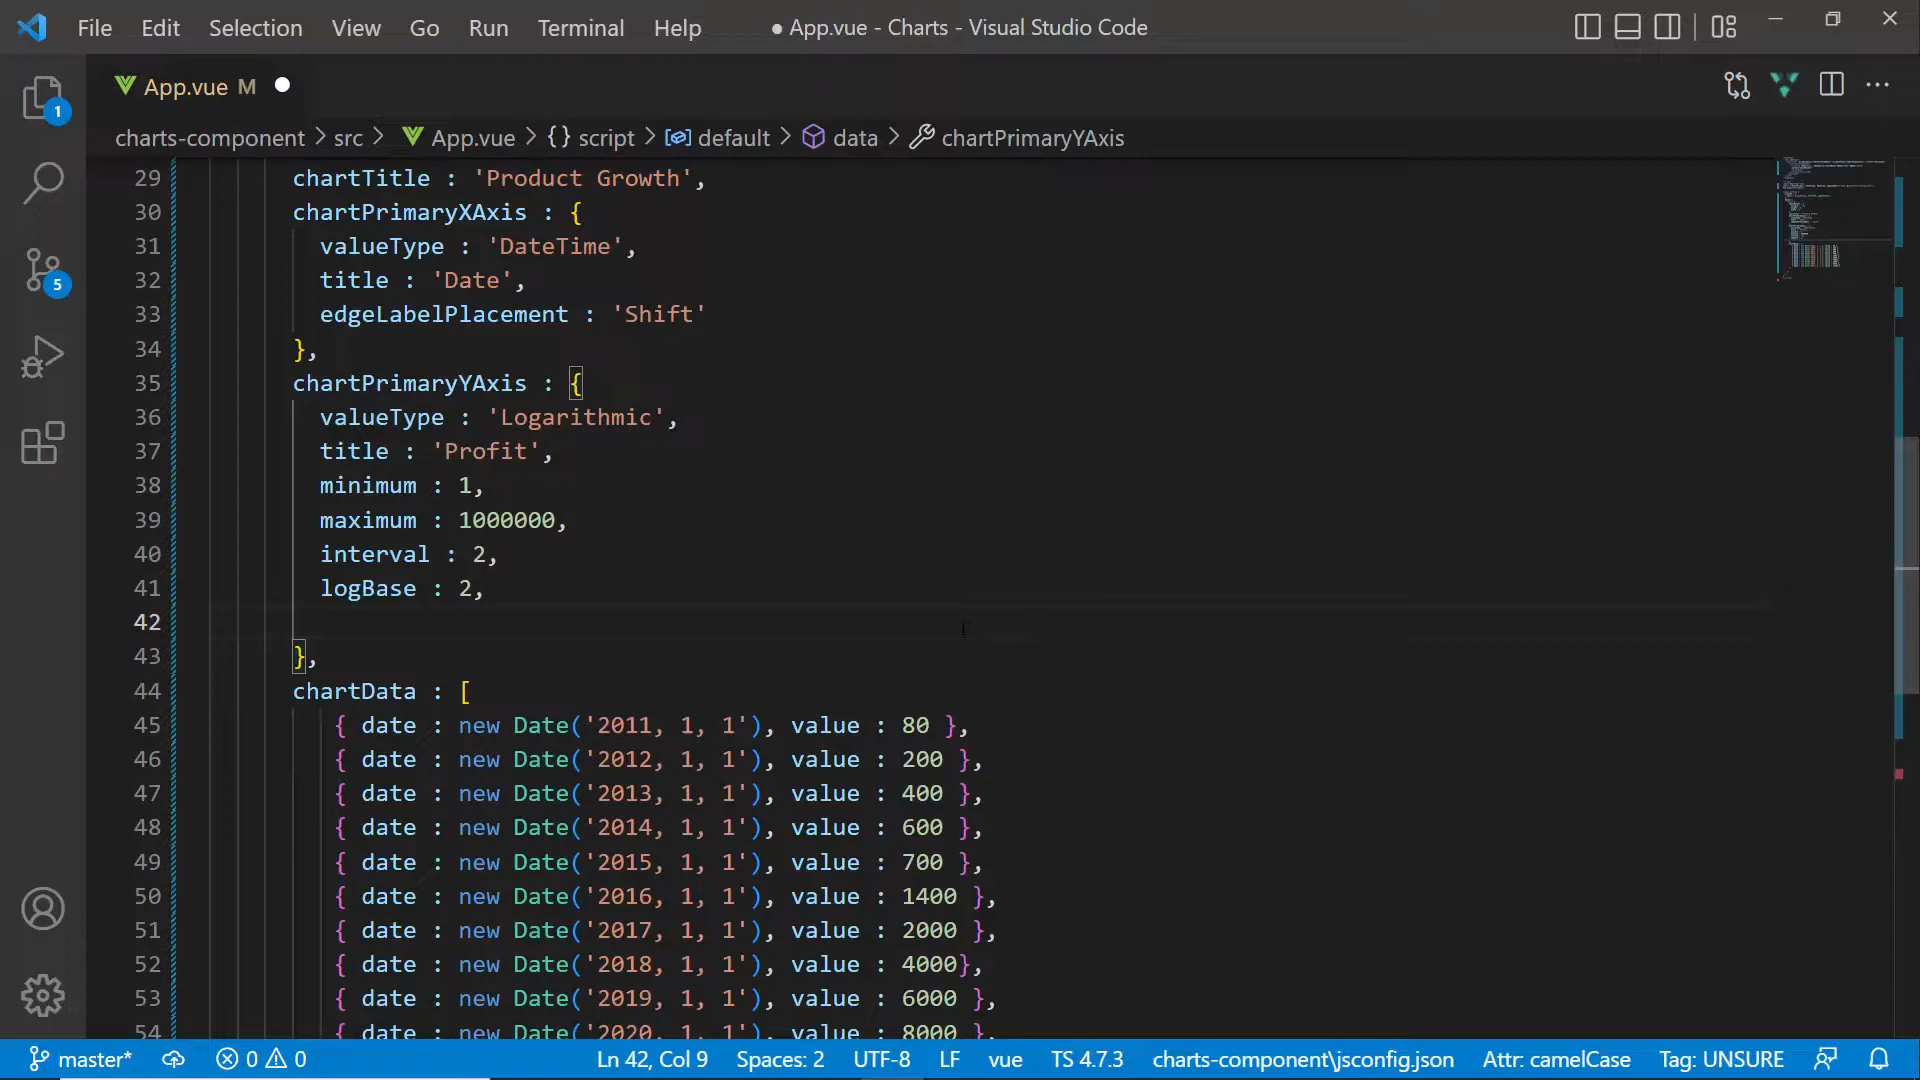 File Edit Selection View Go Run Terminal Help ● App.vue - Charts - Visual Studio Code
App.vue M
charts-component > src > App.vue > {} script > default > data > chartPrimaryYAxis
1
5
29 chartTitle : 'Product Growth',
30 chartPrimaryXAxis : {
31 valueType : 'DateTime',
32 title : 'Date',
33 edgeLabelPlacement : 'Shift'
34 },
35 chartPrimaryYAxis : {
36 valueType : 'Logarithmic',
37 title : 'Profit',
38 minimum : 1,
39 maximum : 1000000,
40 interval : 2,
41 logBase : 2,
42
43 },
44 chartData : [
45 { date : new Date('2011, 1, 1'), value : 80 },
46 { date : new Date('2012, 1, 1'), value : 200 },
47 { date : new Date('2013, 1, 1'), value : 400 },
48 { date : new Date('2014, 1, 1'), value : 600 },
49 { date : new Date('2015, 1, 1'), value : 700 },
50 { date : new Date('2016, 1, 1'), value : 1400 },
51 { date : new Date('2017, 1, 1'), value : 2000 },
52 { date : new Date('2018, 1, 1'), value : 4000},
53 { date : new Date('2019, 1, 1'), value : 6000 },
54 { date : new Date('2020, 1, 1'), value : 8000 },
master* 0 0 Ln 42, Col 9 Spaces: 2 UTF-8 LF vue TS 4.7.3 charts-component\jsconfig.json Attr: camelCase Tag: UNSURE